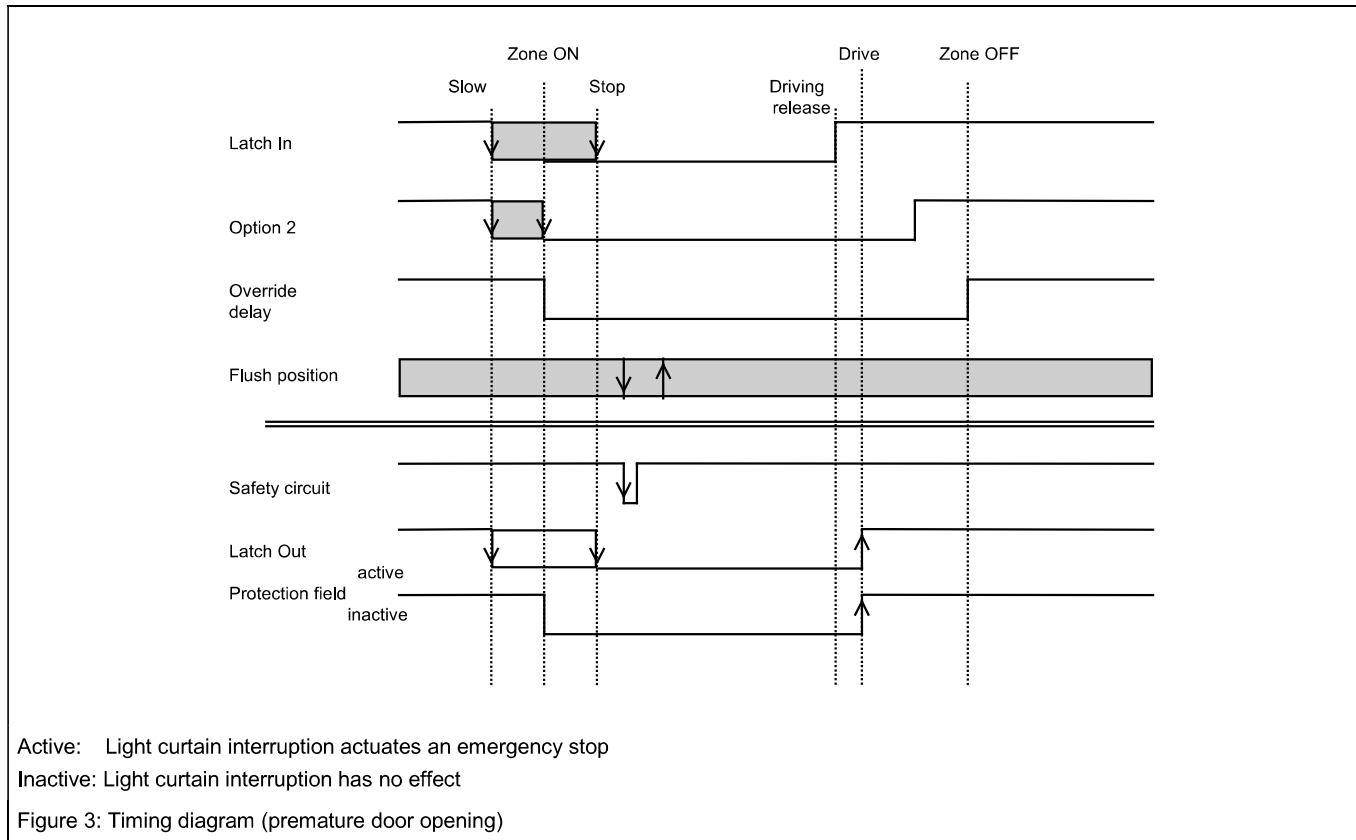 Zone ON
Drive
Zone OFF
Slow
Stop
Driving
release
Latch In
Option 2
Override
delay
Flush position
Safety circuit
Latch Out
active
Protection field
inactive
Active: Light curtain interruption actuates an emergency stop
Inactive: Light curtain interruption has no effect
Figure 3: Timing diagram (premature door opening)